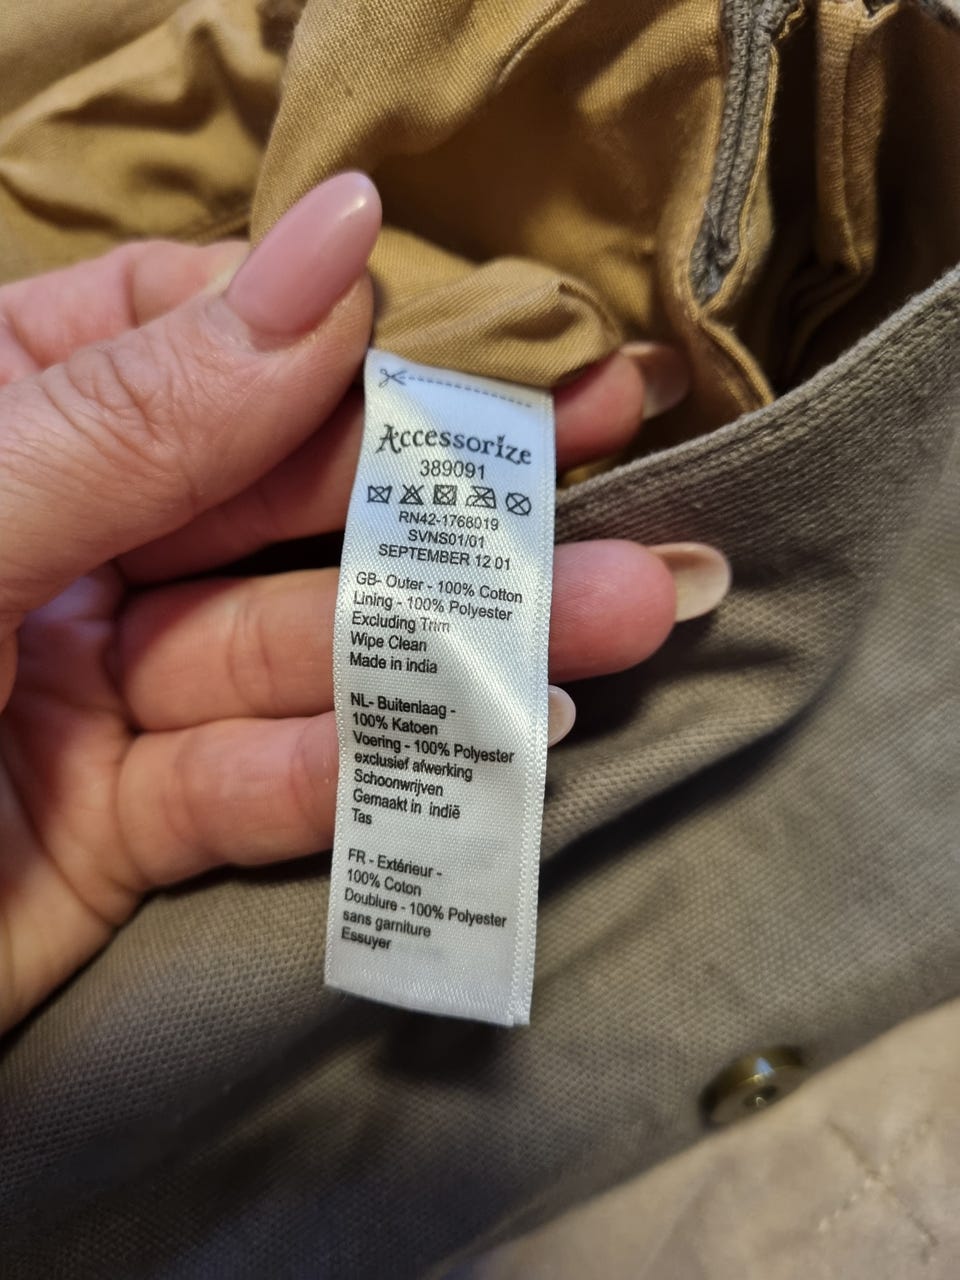 Accessorize
389091
RN42-1768019
SVNS01/01
SEPTEMBER 12 01
GB- Outer - 100% Cotton
Lining - 100% Polyester
Excluding Trim
Wipe Clean
Made in india
NL- Buitenlaag -
100% Katoen
Voering - 100% Polyester
exclusief afwerking
Schoonwrijven
Gemaakt in indië
Tas
FR - Extérieur -
100% Coton
Doublure - 100% Polyester
sans garniture
Essuyer